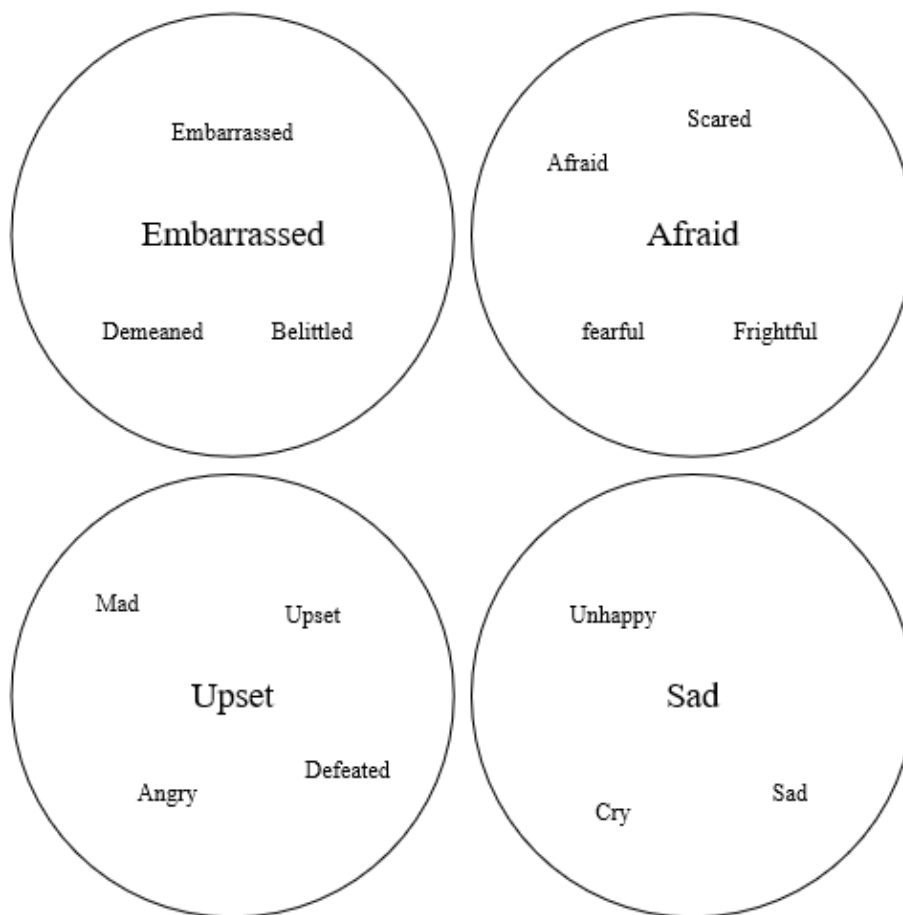 Embarrassed
Embarrassed
Demeaned
Belittled
Scared
Afraid
Afraid
fearful
Frightful
Mad
Upset
Upset
Defeated
Angry
Unhappy
Sad
Sad
Cry